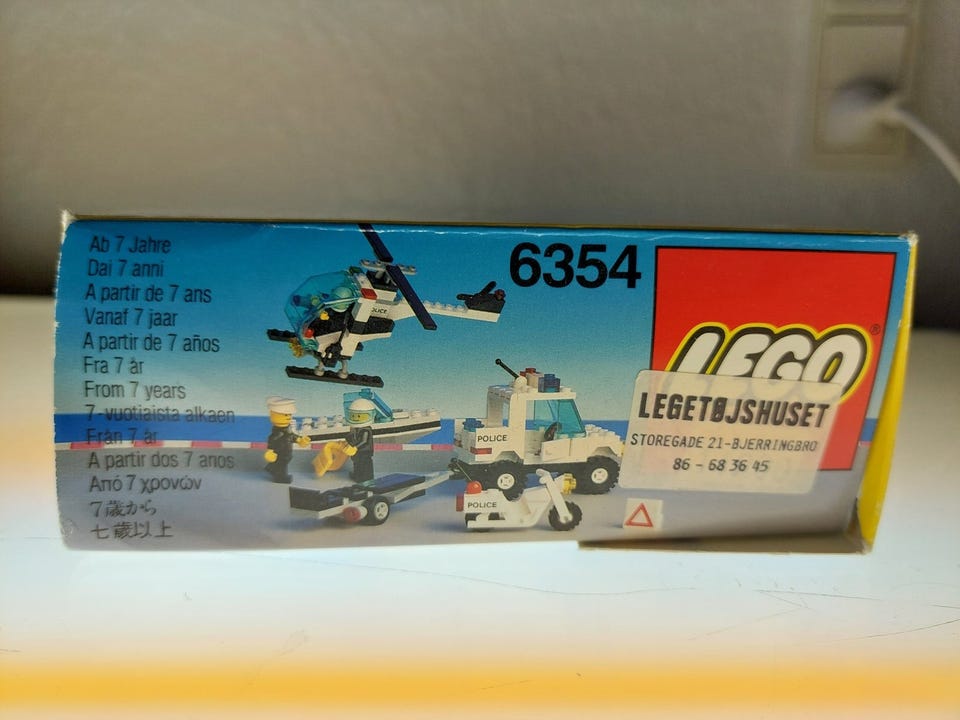 Ab 7 Jahre
Dai 7 anni
A partir de 7 ans
Vanaf 7 jaar
A partir de 7 años
Fra 7 år
From 7 years
7-vuotiaista alkaen
Från 7 år
A partir dos 7 anos
Από 7 χρονών
7歳から
七歲以上
6354
LEGO®
LEGETØJSHUSET
STOREGADE 21-BJERRINGBRO
86 - 68 36 45
POLICE
POLICE
POLICE